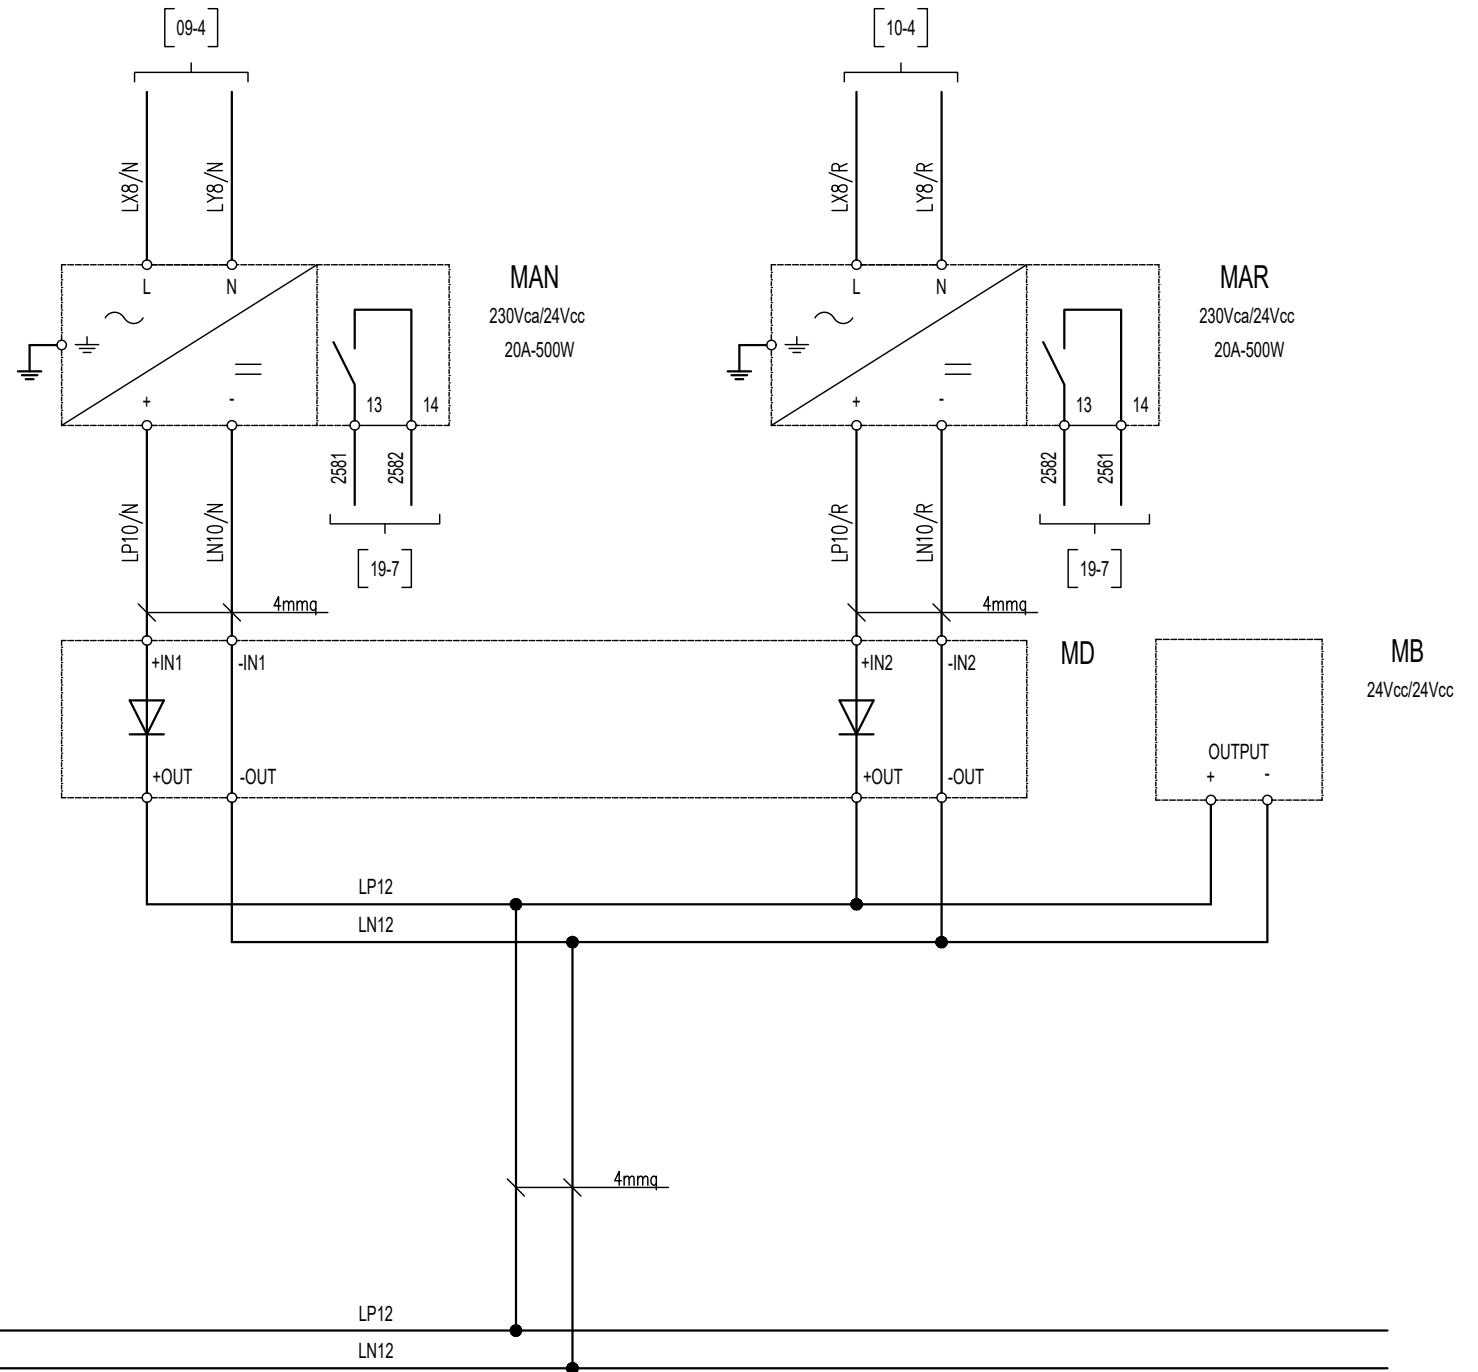 09-4
10-4
LX8/N
LY8/N
LX8/R
LY8/R
L
N
MAN
230Vca/24Vcc
20A-500W
+
-
13
14
L
N
MAR
230Vca/24Vcc
20A-500W
+
-
13
14
2581
2582
2582
2561
LP10/N
LN10/N
LP10/R
LN10/R
19-7
19-7
4mmq
4mmq
+IN1
-IN1
+IN2
-IN2
MD
MB
24Vcc/24Vcc
+OUT
-OUT
+OUT
-OUT
OUTPUT
+
-
LP12
LN12
4mmq
LP12
LN12